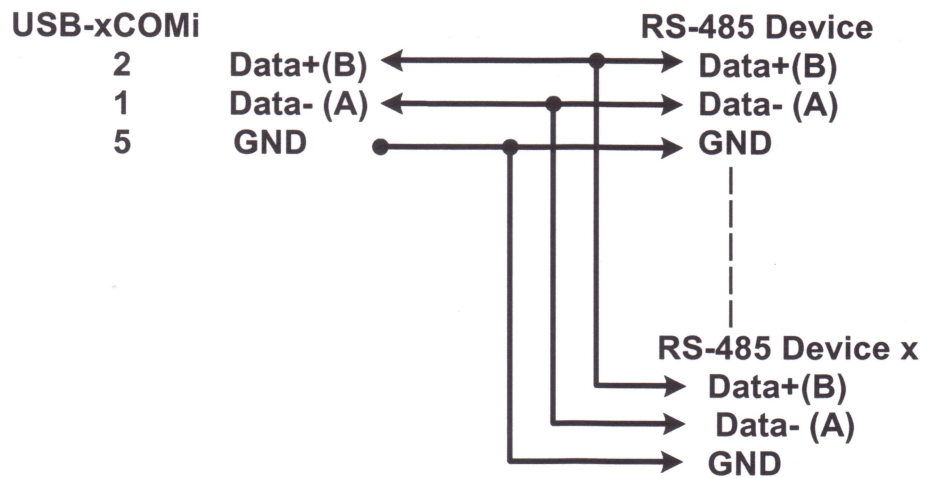 USB-xCOMi RS-485 Device
2 Data+(B) Data+(B)
1 Data- (A) Data- (A)
5 GND GND
RS-485 Device x
Data+(B)
Data- (A)
GND